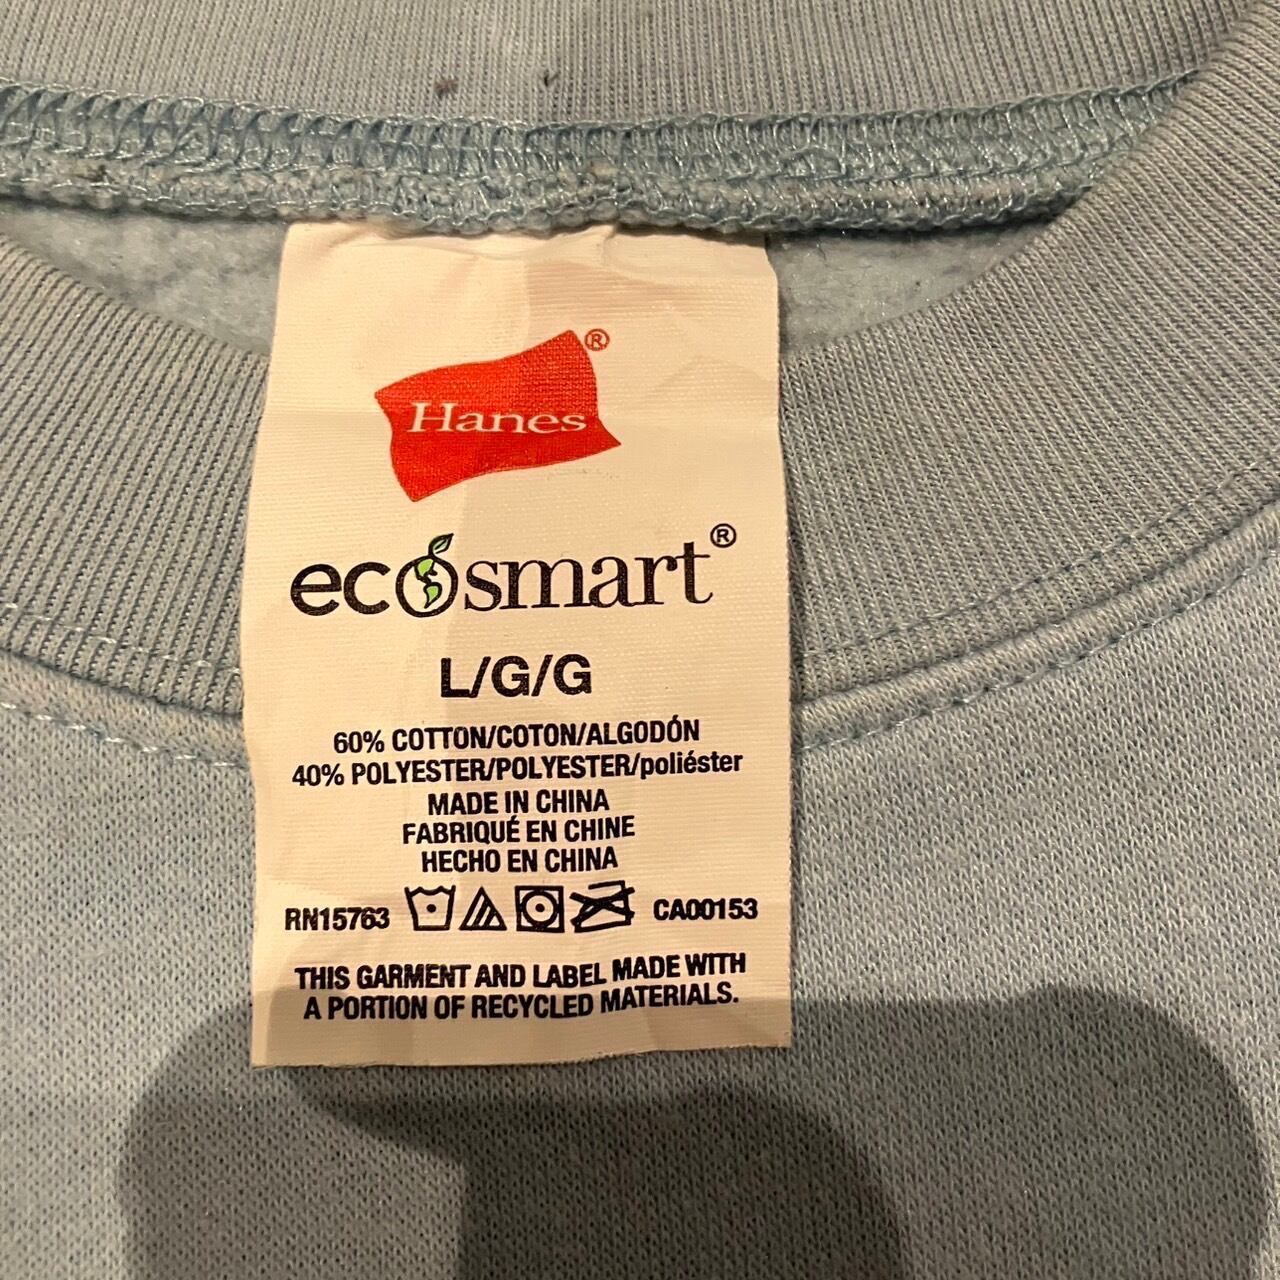 Hanes®
ecosmart®
L/G/G
60% COTTON/COTON/ALGODÓN
40% POLYESTER/POLYESTER/poliéster
MADE IN CHINA
FABRIQUÉ EN CHINE
HECHO EN CHINA
RN15763 CA00153
THIS GARMENT AND LABEL MADE WITH
A PORTION OF RECYCLED MATERIALS.